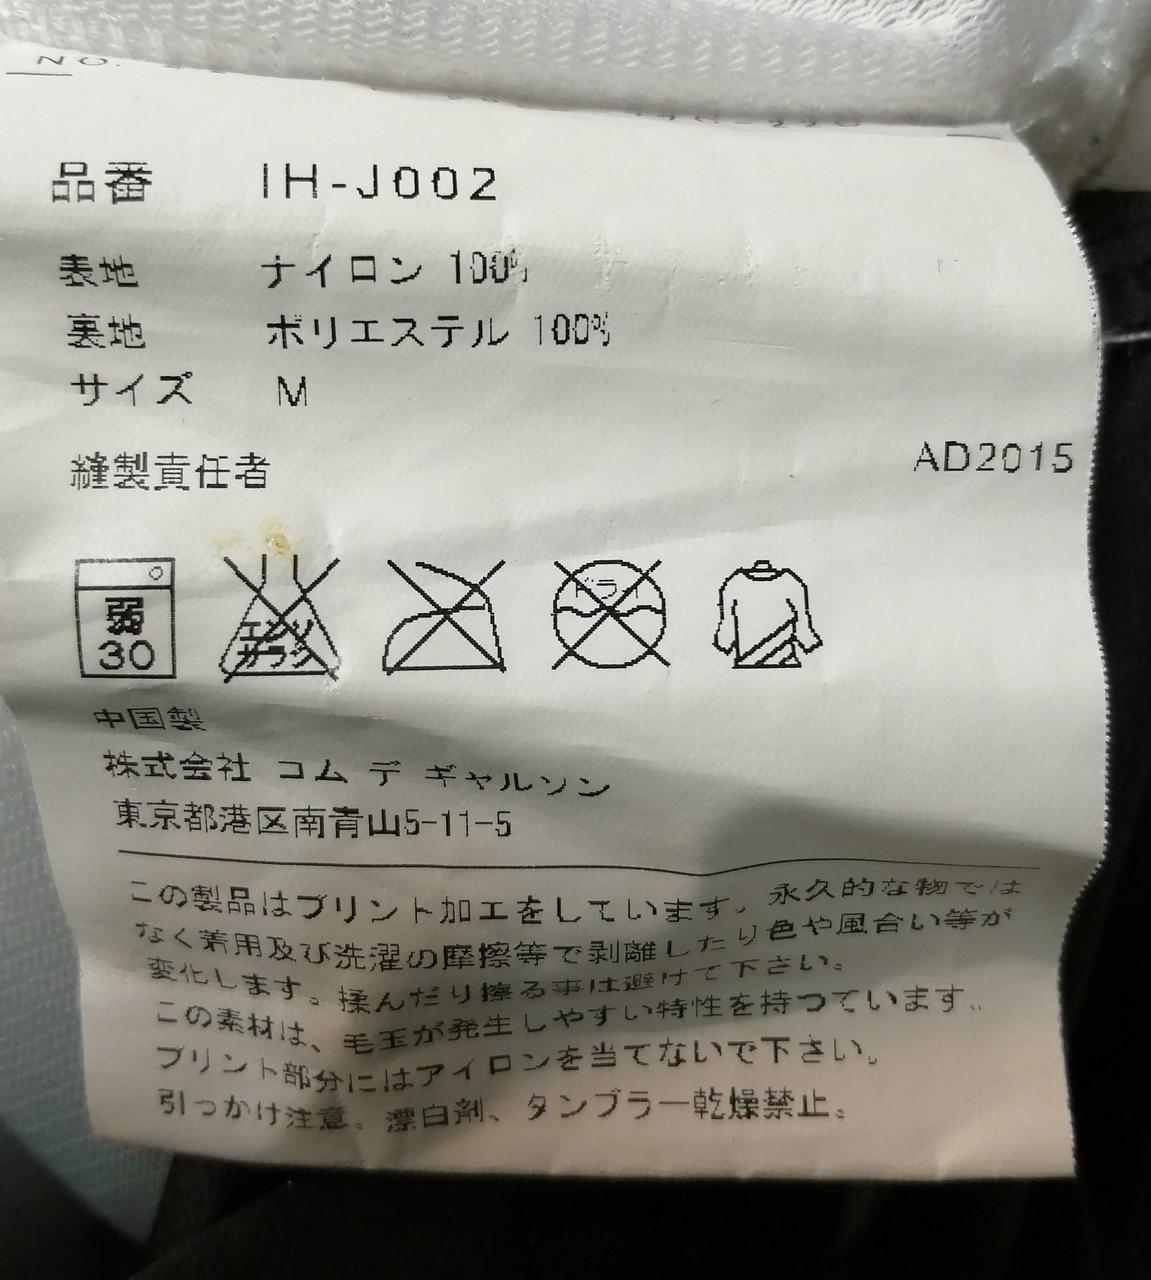 NO.
品番 IH-J002
表地 ナイロン 100%
裏地 ポリエステル 100%
サイズ M
縫製責任者
AD2015
弱
30
エンソ
サラシ
ドライ
中国製
株式会社 コム デ ギャルソン
東京都港区南青山5-11-5
この製品はプリント加工をしています。永久的な物では
なく着用及び洗濯の摩擦等で剥離したり色や風合い等が
変化します。揉んだり擦る事は避けて下さい。
この素材は、毛玉が発生しやすい特性を持つています。
プリント部分にはアイロンを当てないで下さい。
引っかけ注意。漂白剤、タンブラー乾燥禁止。